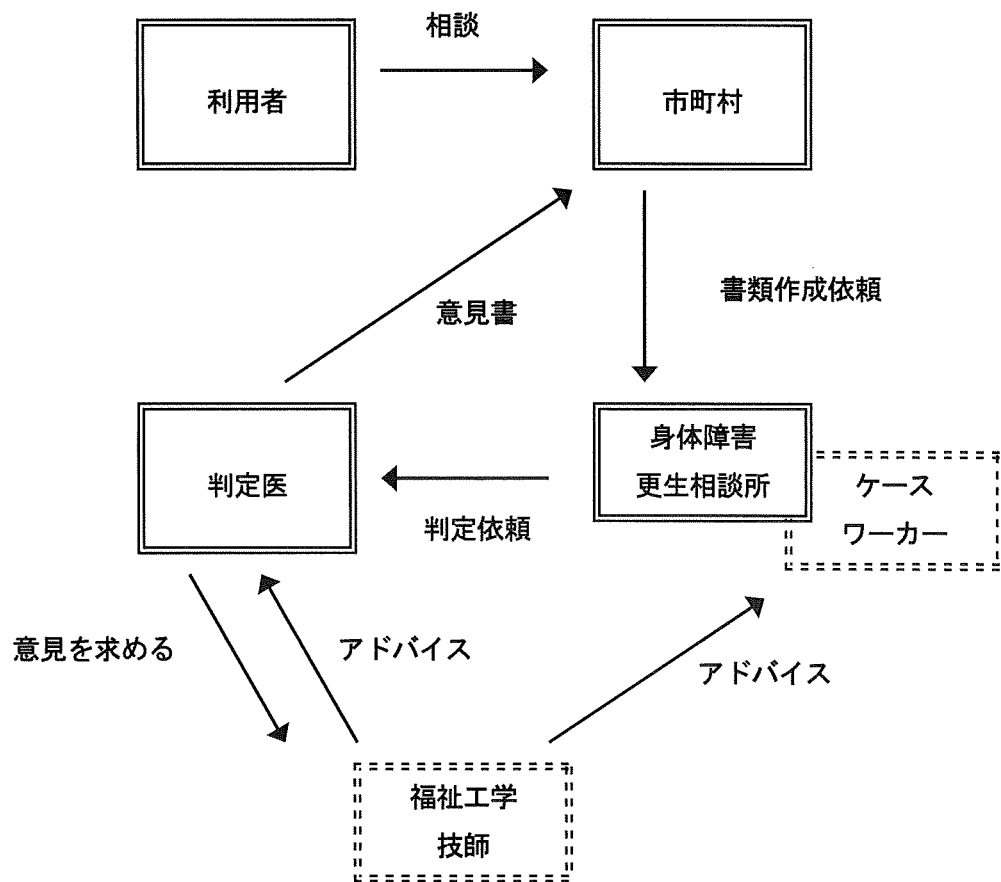 相談
利用者
市町村
書類作成依頼
意見書
身体障害
更生相談所
判定医
ケース
ワーカー
判定依頼
意見を求める
アドバイス
アドバイス
福祉工学
技師